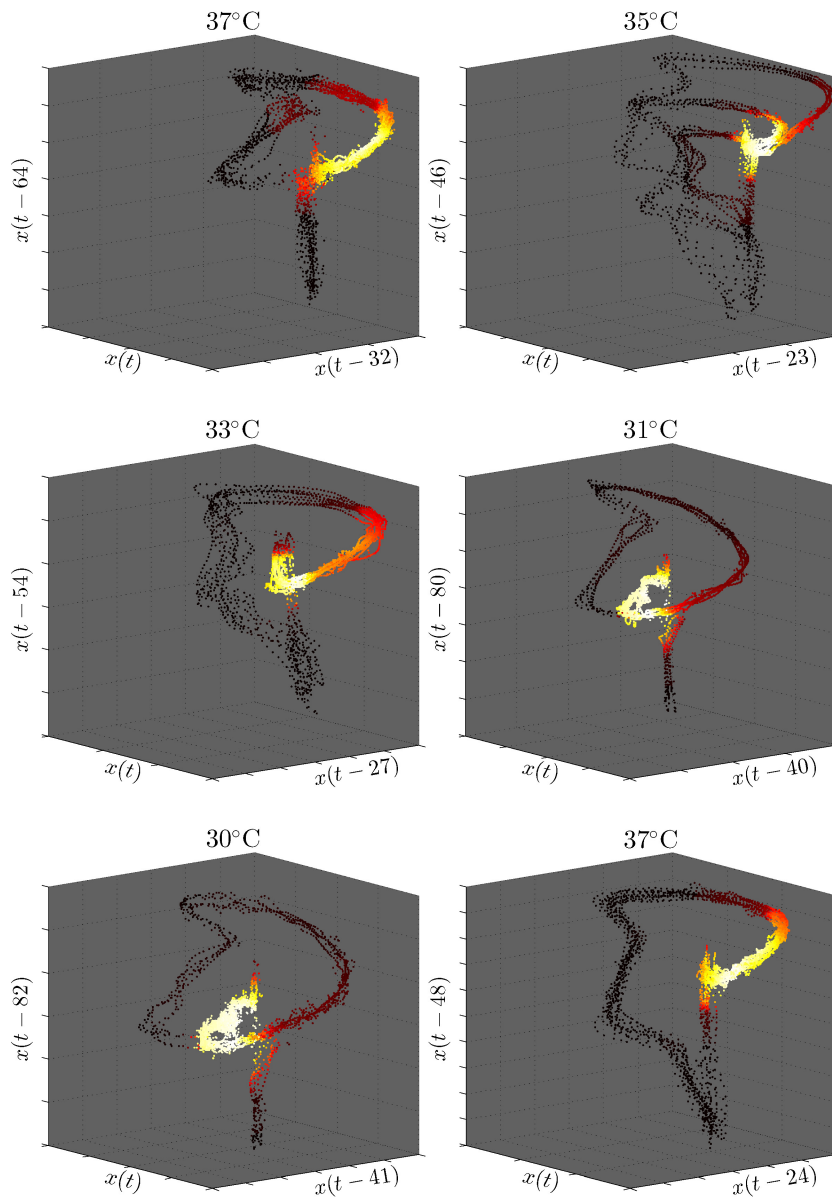 37°C
35°C
x(t − 64)
x(t)
x(t − 32)
x(t − 46)
x(t − 23)
33°C
31°C
x(t − 54)
x(t)
x(t − 27)
x(t − 80)
x(t)
x(t − 40)
30°C
37°C
x(t − 82)
x(t)
x(t − 41)
x(t − 48)
x(t)
x(t − 24)